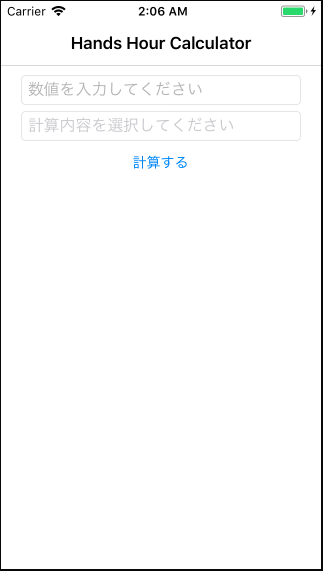 Carrier 2:06 AM
Hands Hour Calculator
数値を入力してください
計算内容を選択してください
計算する